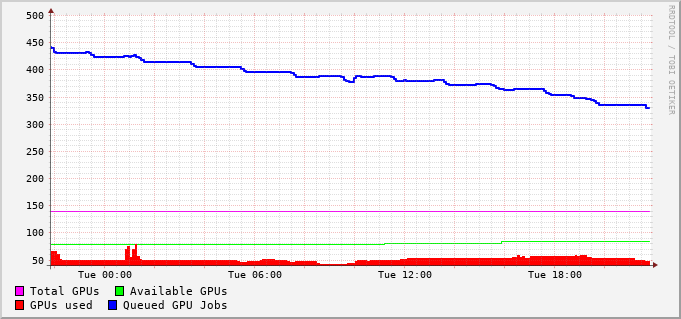 500
450
400
350
300
250
200
150
100
50
Tue 00:00 Tue 06:00 Tue 12:00 Tue 18:00
Total GPUs Available GPUs
GPUs used Queued GPU Jobs
RRDTOOL / TOBI OETIKER